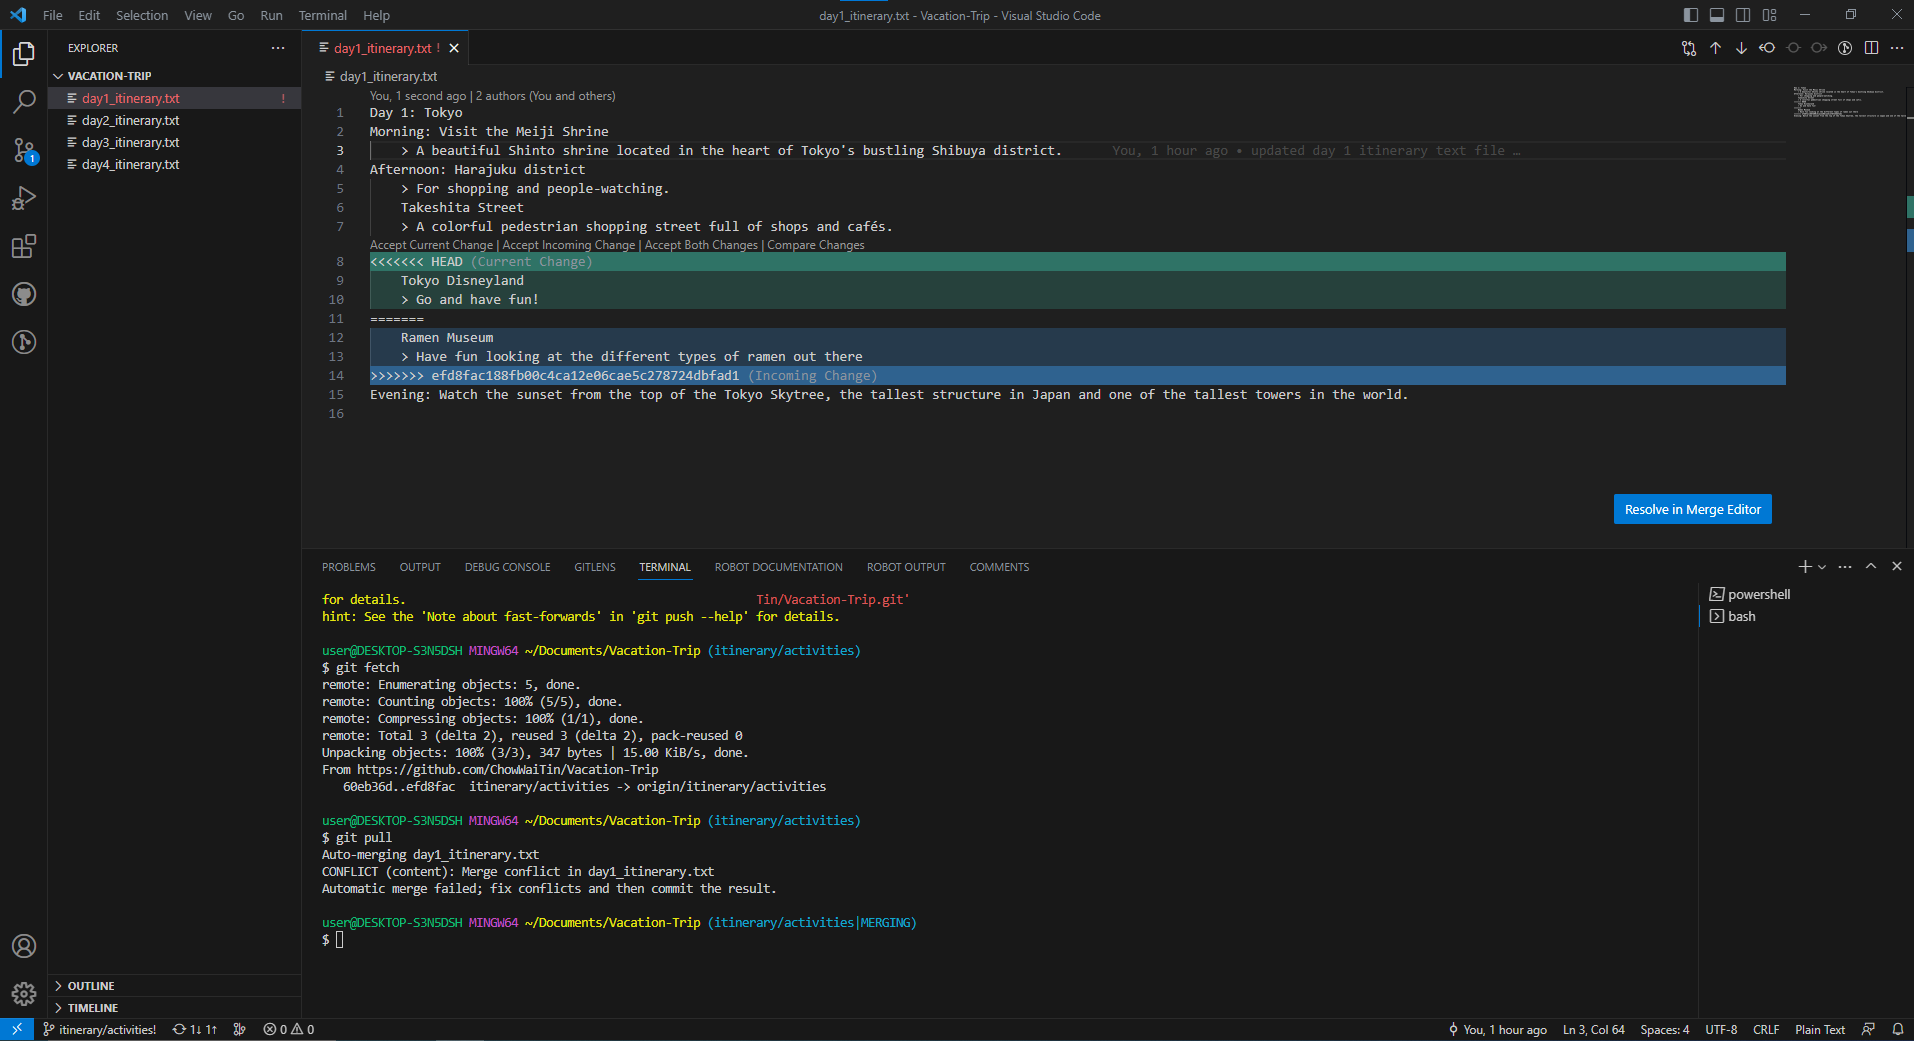 File Edit Selection View Go Run Terminal Help
day1_itinerary.txt - Vacation-Trip - Visual Studio Code
EXPLORER
VACATION-TRIP
day1_itinerary.txt !
day2_itinerary.txt
day3_itinerary.txt
day4_itinerary.txt
1
day1_itinerary.txt !
day1_itinerary.txt
You, 1 second ago | 2 authors (You and others)
1 Day 1: Tokyo
2 Morning: Visit the Meiji Shrine
3 > A beautiful Shinto shrine located in the heart of Tokyo's bustling Shibuya district. You, 1 hour ago • updated day 1 itinerary text file …
4 Afternoon: Harajuku district
5 > For shopping and people-watching.
6 Takeshita Street
7 > A colorful pedestrian shopping street full of shops and cafés.
Accept Current Change | Accept Incoming Change | Accept Both Changes | Compare Changes
8 <<<<<<< HEAD (Current Change)
9 Tokyo Disneyland
10 > Go and have fun!
11 =======
12 Ramen Museum
13 > Have fun looking at the different types of ramen out there
14 >>>>>>> efd8fac188fb00c4ca12e06cae5c278724dbfad1 (Incoming Change)
15 Evening: Watch the sunset from the top of the Tokyo Skytree, the tallest structure in Japan and one of the tallest towers in the world.
16
Resolve in Merge Editor
PROBLEMS OUTPUT DEBUG CONSOLE GITLENS TERMINAL ROBOT DOCUMENTATION ROBOT OUTPUT COMMENTS
for details. Tin/Vacation-Trip.git'
hint: See the 'Note about fast-forwards' in 'git push --help' for details.
user@DESKTOP-S3N5DSH MINGW64 ~/Documents/Vacation-Trip (itinerary/activities)
$ git fetch
remote: Enumerating objects: 5, done.
remote: Counting objects: 100% (5/5), done.
remote: Compressing objects: 100% (1/1), done.
remote: Total 3 (delta 2), reused 3 (delta 2), pack-reused 0
Unpacking objects: 100% (3/3), 347 bytes | 15.00 KiB/s, done.
From https://github.com/ChowWaiTin/Vacation-Trip
60eb36d..efd8fac itinerary/activities -> origin/itinerary/activities
user@DESKTOP-S3N5DSH MINGW64 ~/Documents/Vacation-Trip (itinerary/activities)
$ git pull
Auto-merging day1_itinerary.txt
CONFLICT (content): Merge conflict in day1_itinerary.txt
Automatic merge failed; fix conflicts and then commit the result.
user@DESKTOP-S3N5DSH MINGW64 ~/Documents/Vacation-Trip (itinerary/activities|MERGING)
$
powershell
bash
OUTLINE
TIMELINE
itinerary/activities! 1↓ 1↑ 0 0
You, 1 hour ago Ln 3, Col 64 Spaces: 4 UTF-8 CRLF Plain Text